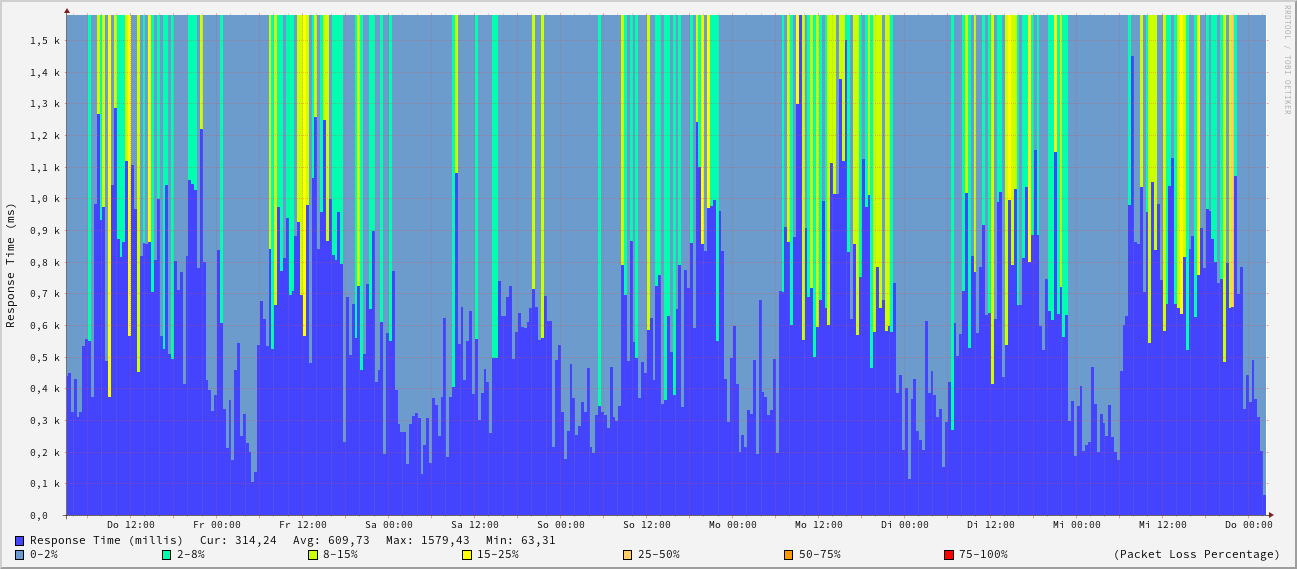 RRDTOOL / TOBI OETIKER
Response Time (ms)
1,5 k
1,4 k
1,3 k
1,2 k
1,1 k
1,0 k
0,9 k
0,8 k
0,7 k
0,6 k
0,5 k
0,4 k
0,3 k
0,2 k
0,1 k
0,0
Do 12:00 Fr 00:00 Fr 12:00 Sa 00:00 Sa 12:00 So 00:00 So 12:00 Mo 00:00 Mo 12:00 Di 00:00 Di 12:00 Mi 00:00 Mi 12:00 Do 00:00
Response Time (millis) Cur: 314,24 Avg: 609,73 Max: 1579,43 Min: 63,31
0-2% 2-8% 8-15% 15-25% 25-50% 50-75% 75-100% (Packet Loss Percentage)